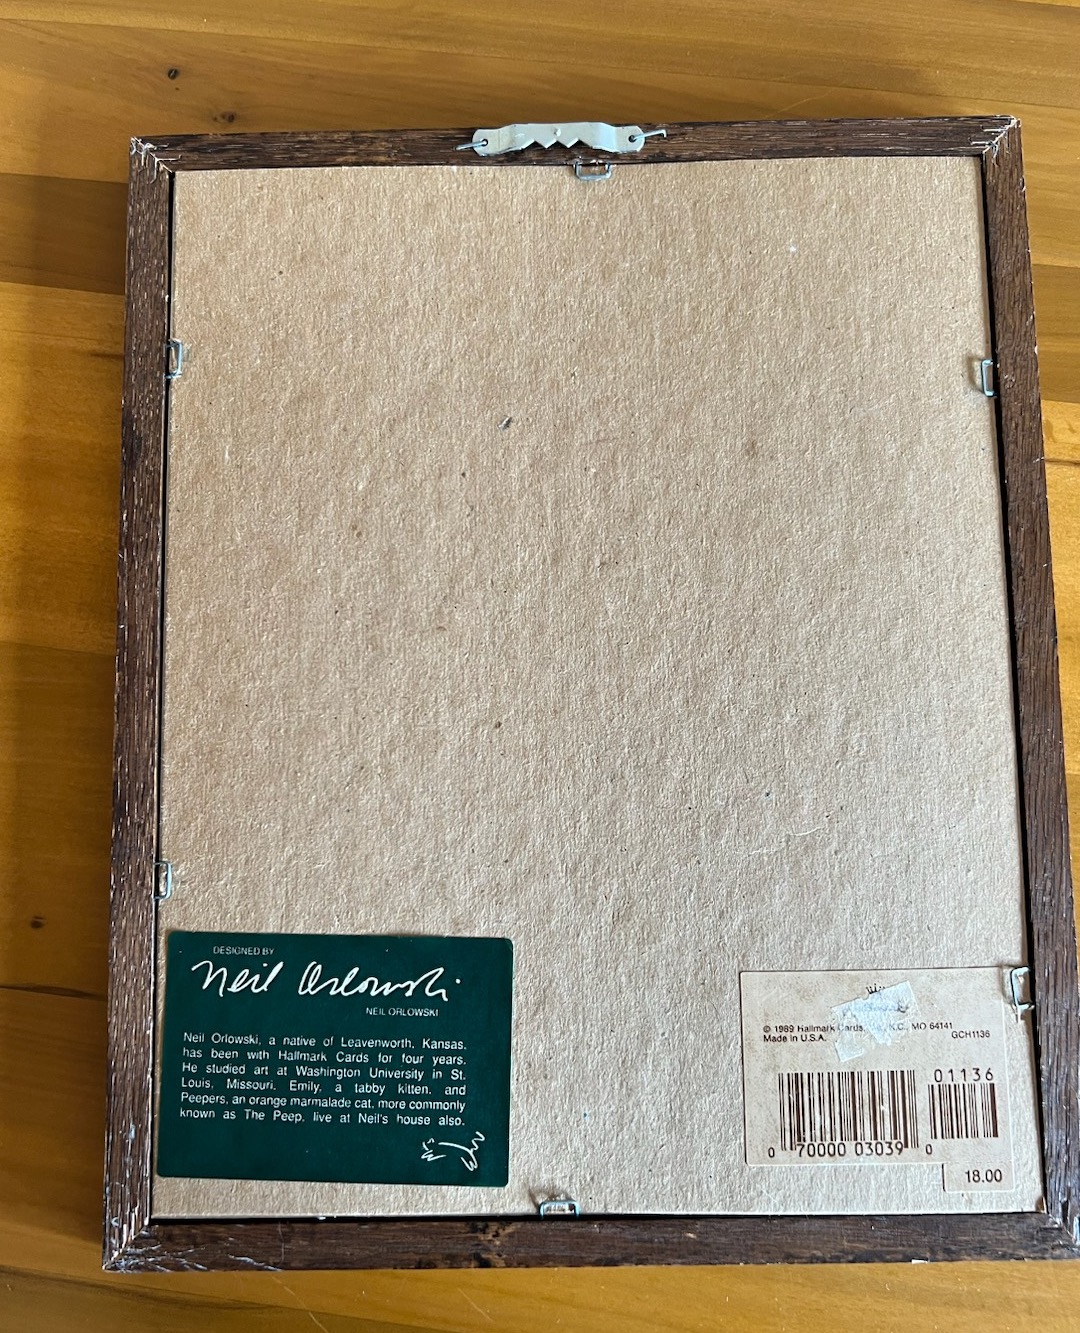 DESIGNED BY
Neil Orlowski
NEIL ORLOWSKI
Neil Orlowski, a native of Leavenworth, Kansas,
has been with Hallmark Cards for four years.
He studied art at Washington University in St.
Louis, Missouri. Emily, a tabby kitten, and
Peepers, an orange marmalade cat, more commonly
known as The Peep, live at Neil's house also.
© 1989 Hallmark Cards, K.C., MO 64141
Made in U.S.A. GCH1136
01136
0 70000 03039 0
18.00